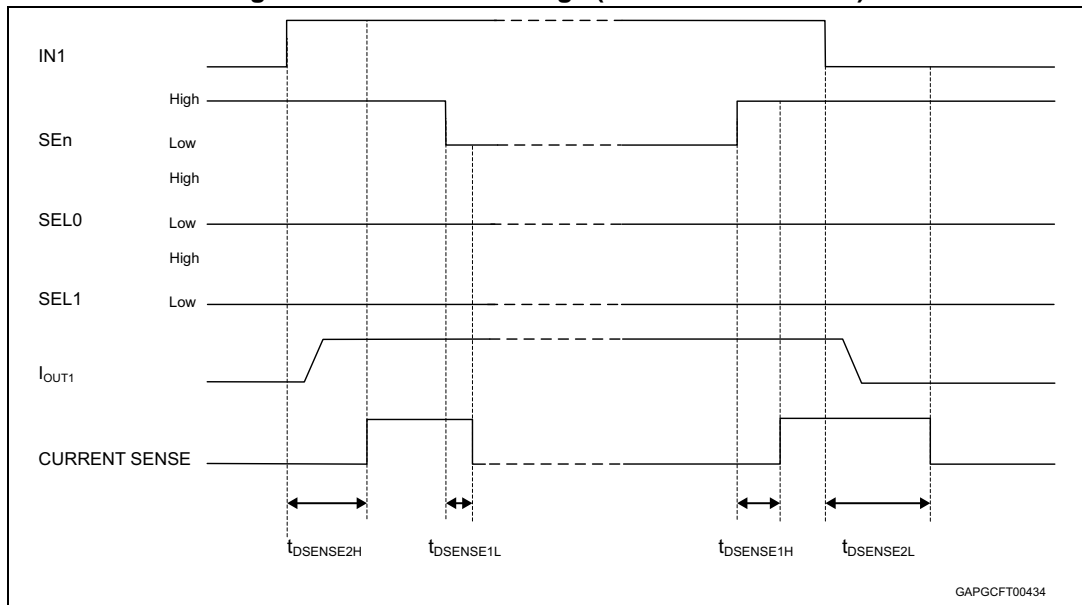 IN1
High
SEn
Low
High
SEL0
Low
High
SEL1
Low
IOUT1
CURRENT SENSE
tDSENSE2H
tDSENSE1L
tDSENSE1H
tDSENSE2L
GAPGCFT00434